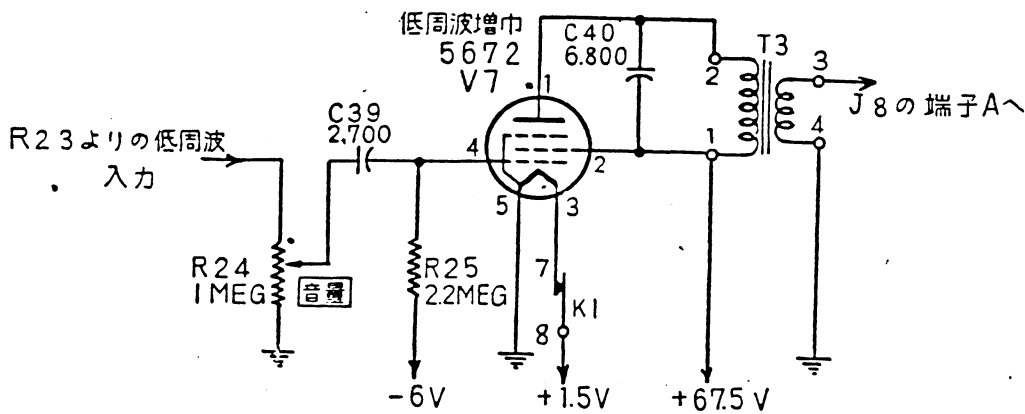 低周波増巾
5672
V7
C40
6.800
T3
1
2
3
J8の端子Aへ
C39
2,700
R23よりの低周波
入力
4
2
1
4
5
3
R24
1MEG
音量
R25
2.2MEG
7
K1
8
-6V
+1.5V
+67.5V